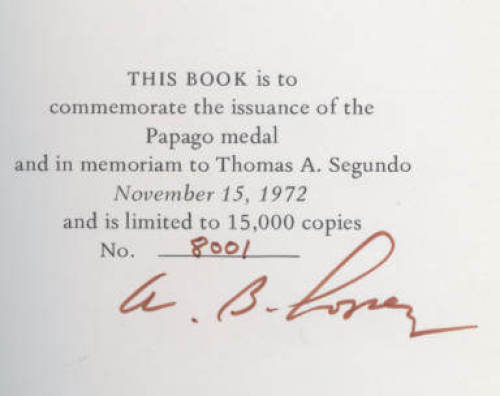 THIS BOOK is to
commemorate the issuance of the
Papago medal
and in memoriam to Thomas A. Segundo
November 15, 1972
and is limited to 15,000 copies
No. 8001
A. B.